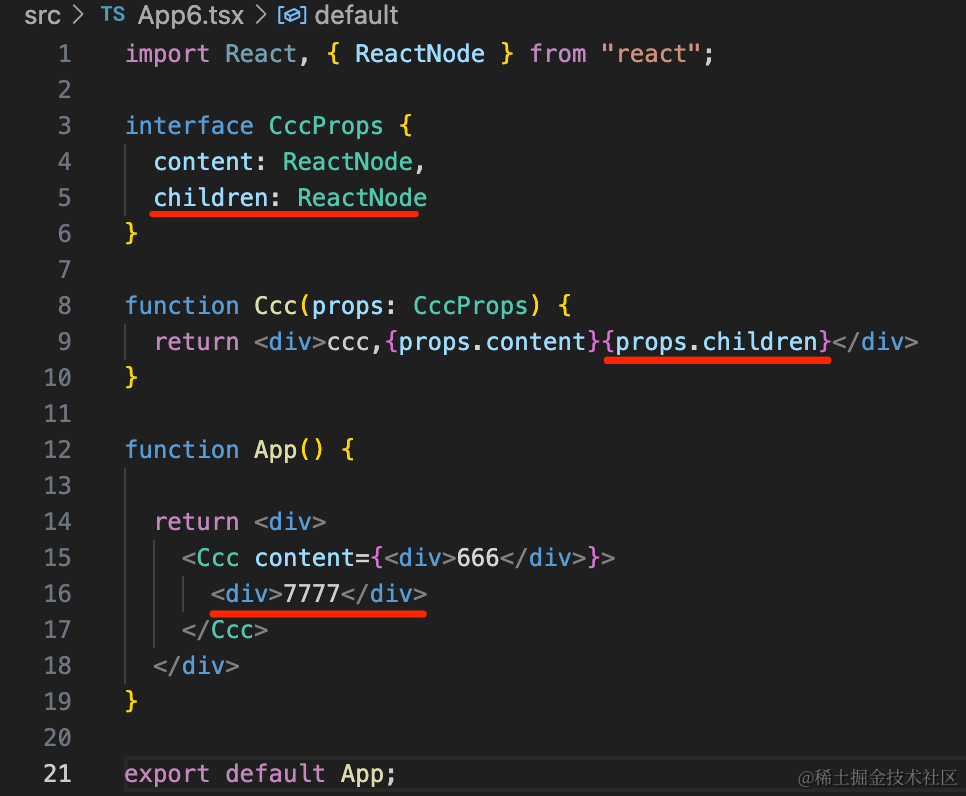 src > TS App6.tsx > default
1 import React, { ReactNode } from "react";
2
3 interface CccProps {
4   content: ReactNode,
5   children: ReactNode
6 }
7
8 function Ccc(props: CccProps) {
9   return <div>ccc,{props.content}{props.children}</div>
10 }
11
12 function App() {
13
14   return <div>
15     <Ccc content={<div>666</div>}>
16       <div>7777</div>
17     </Ccc>
18   </div>
19 }
20
21 export default App;
@稀土掘金技术社区